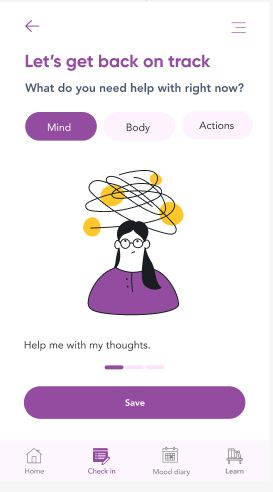 Let's get back on track
What do you need help with right now?
Mind
Body
Actions
Help me with my thoughts.
Save
Home
Check in
Mood diary
Learn